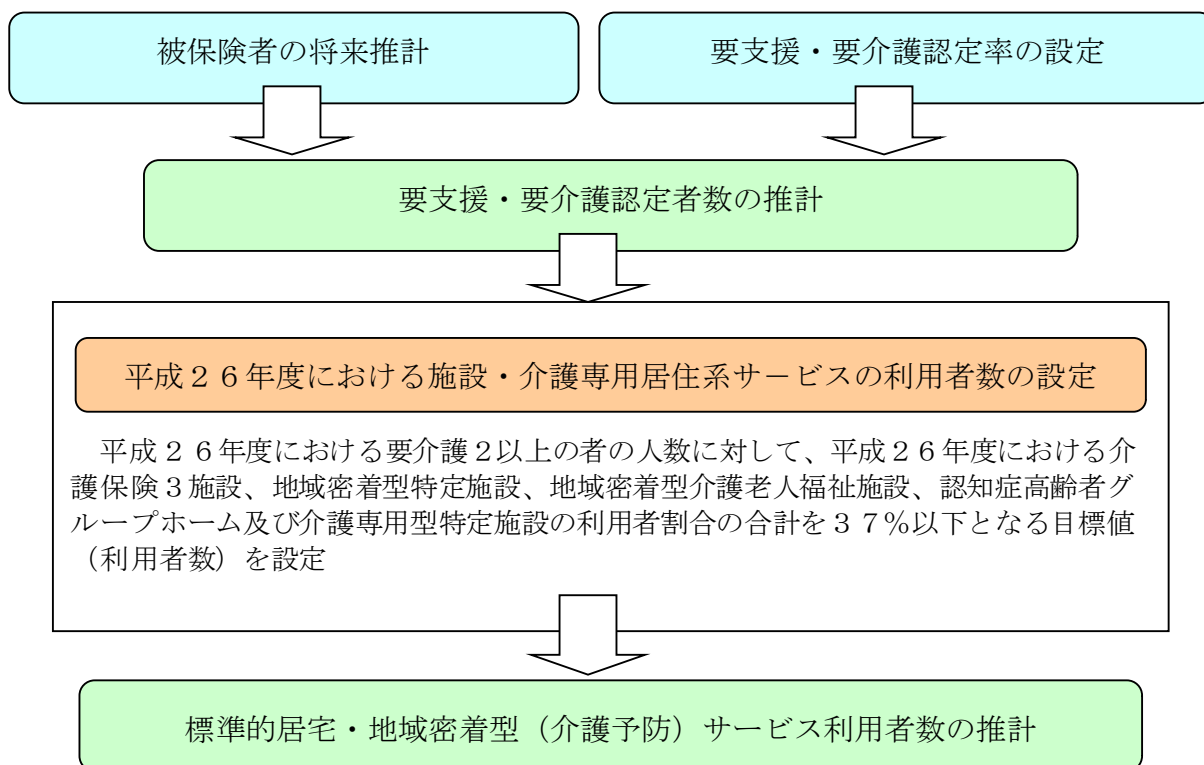 被保険者の将来推計
要支援・要介護認定率の設定
要支援・要介護認定者数の推計
平成２６年度における施設・介護専用居住系サービスの利用者数の設定
平成２６年度における要介護２以上の者の人数に対して、平成２６年度における介
護保険３施設、地域密着型特定施設、地域密着型介護老人福祉施設、認知症高齢者グ
ループホーム及び介護専用型特定施設の利用者割合の合計を３７％以下となる目標値
（利用者数）を設定
標準的居宅・地域密着型（介護予防）サービス利用者数の推計